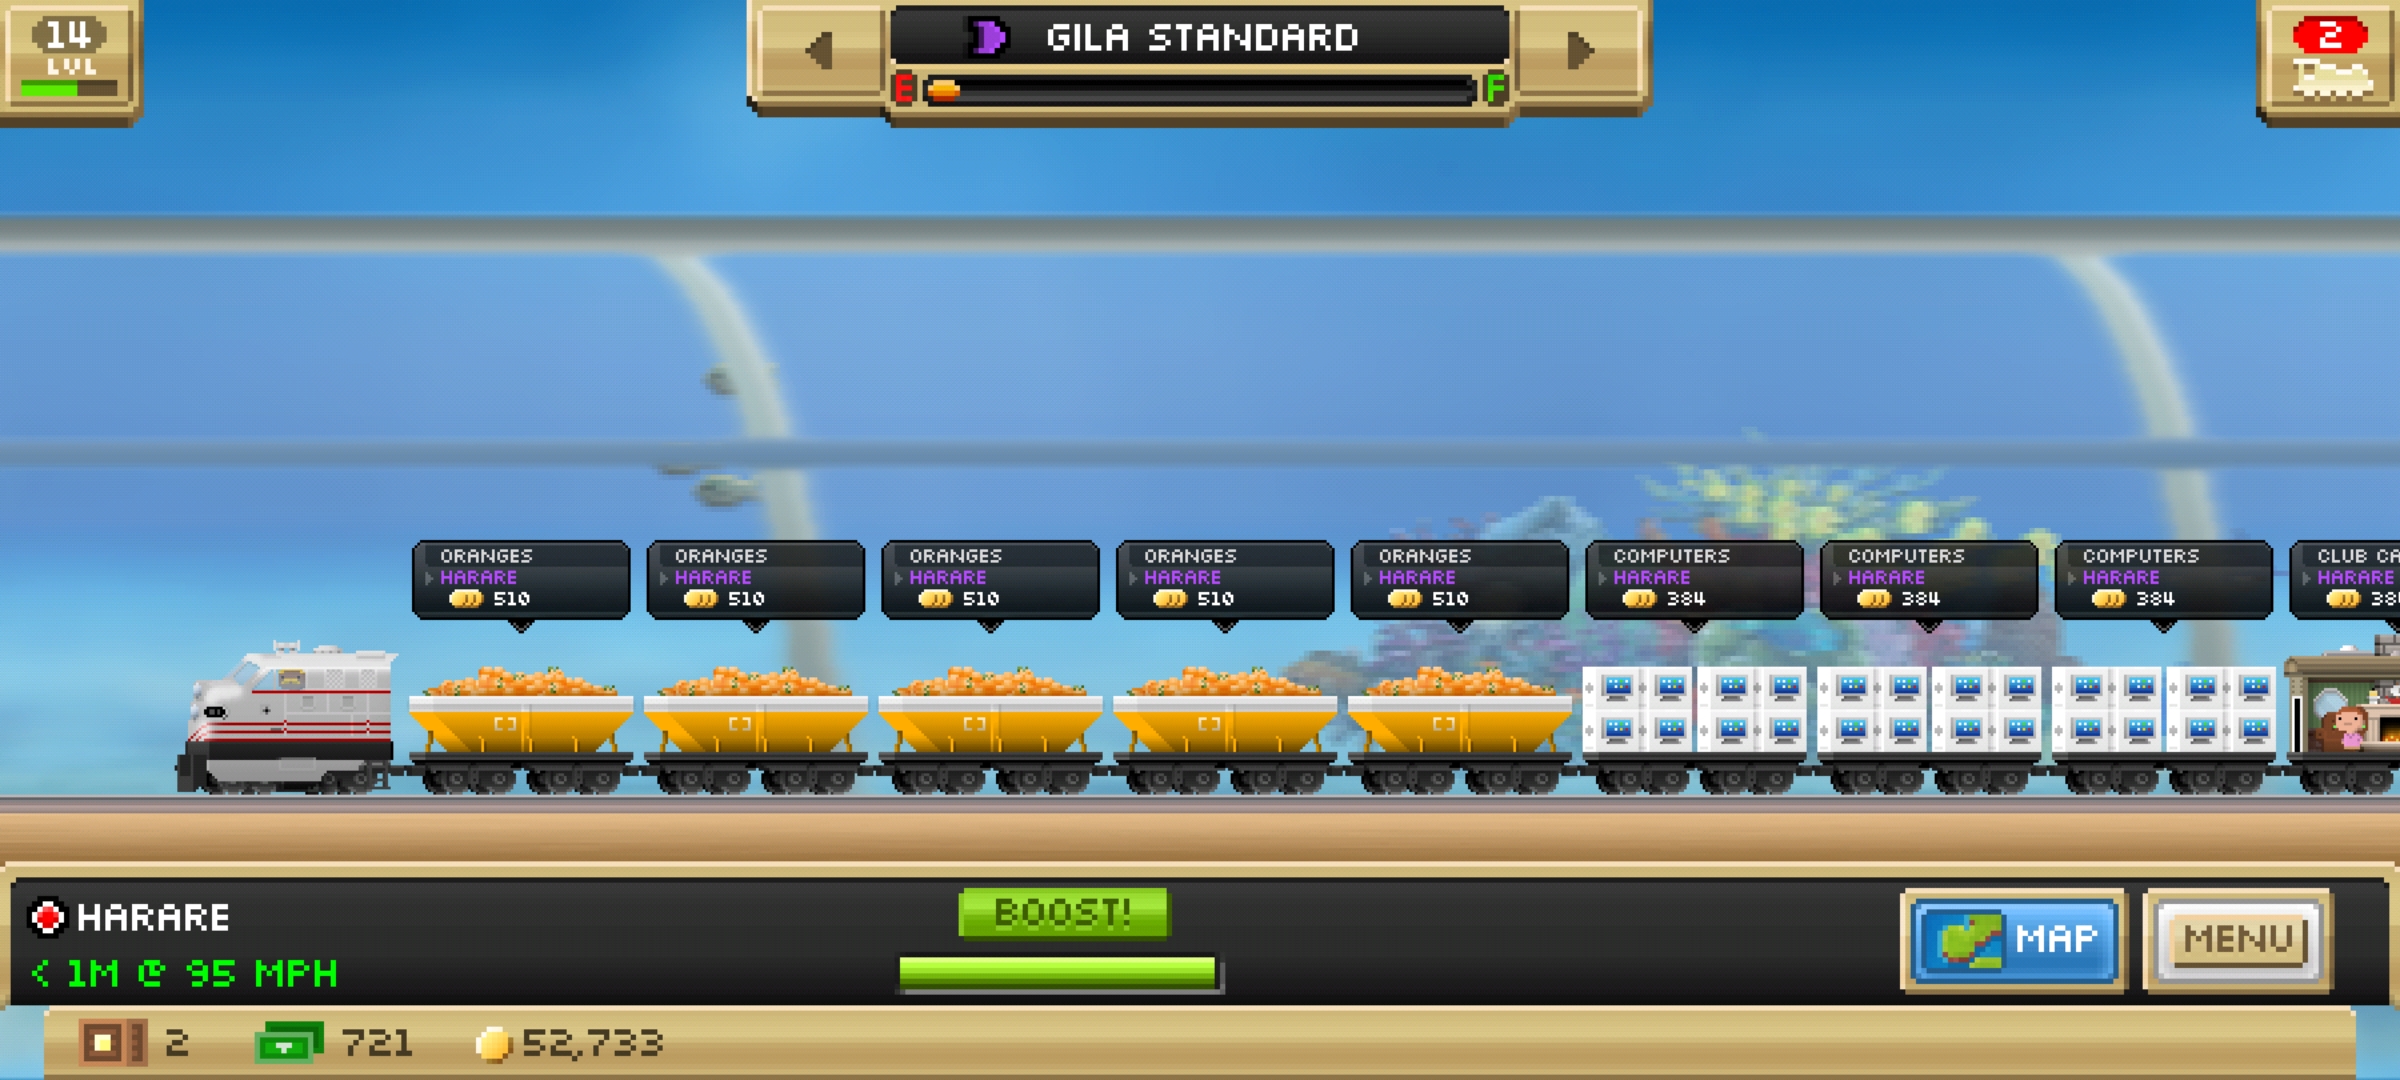 14
LVL
GILA STANDARD
E
F
2
ORANGES
HARARE
510
ORANGES
HARARE
510
ORANGES
HARARE
510
ORANGES
HARARE
510
ORANGES
HARARE
510
COMPUTERS
HARARE
384
COMPUTERS
HARARE
384
COMPUTERS
HARARE
384
CLUB CA
HARARE
HARARE
< 1M @ 95 MPH
BOOST!
MAP
MENU
2
721
52,733